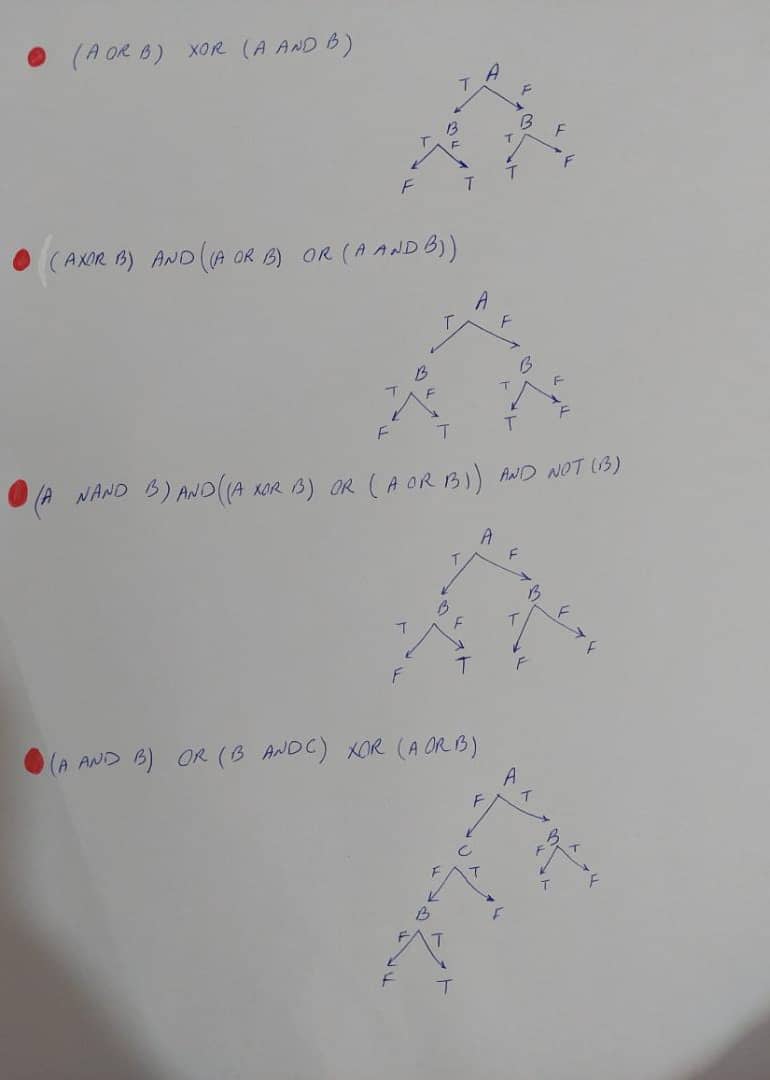 (A OR B) XOR (A AND B)
A
T F
B B
T F T F
F T T F
(A XOR B) AND ((A OR B) OR (A AND B))
A
T F
B B
T F T F
F T T F
(A NAND B) AND ((A XOR B) OR (A OR B)) AND NOT (B)
A
T F
B B
T F T F
F T F F
(A AND B) OR (B AND C) XOR (A OR B)
A
F T
C B
F T F T
B F T F
F T
F T